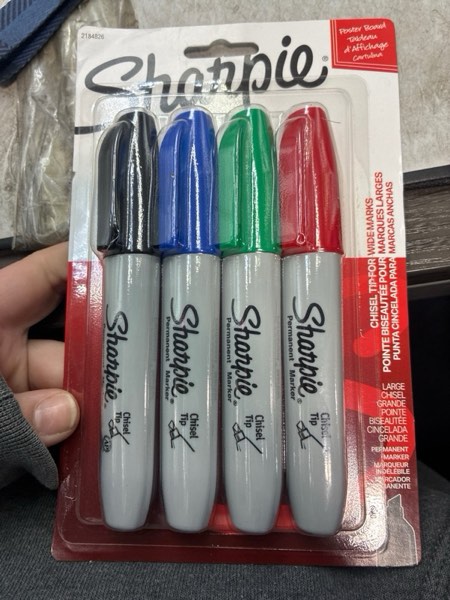 2184826
Sharpie®
Poster Board
Tableau
d'Affichage
Cartulina
CHISEL TIP-FOR WIDE MARKS
POINTE BISEAUTÉE POUR MARQUES LARGES
PUNTA CINCELADA PARA MARCAS ANCHAS
LARGE
CHISEL
GRANDE
POINTE
BISEAUTÉE
CINCELADA
GRANDE
PERMANENT
MARKER
MARQUEUR
INDÉLÉBILE
MARCADOR
PERMANENTE
Sharpie®
Chisel
Tip
Sharpie®
Permanent Marker
Chisel
Tip
Sharpie®
Permanent Marker
Chisel
Tip
Sharpie®
Permanent Marker
Chisel
Tip